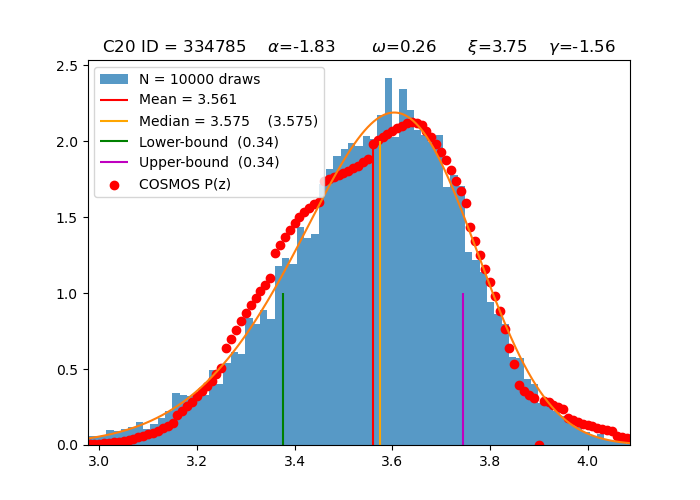 C20 ID = 334785 α=-1.83 ω=0.26 ξ=3.75 γ=-1.56
N = 10000 draws
Mean = 3.561
Median = 3.575 (3.575)
Lower-bound (0.34)
Upper-bound (0.34)
COSMOS P(z)
2.5
2.0
1.5
1.0
0.5
0.0
3.0 3.2 3.4 3.6 3.8 4.0